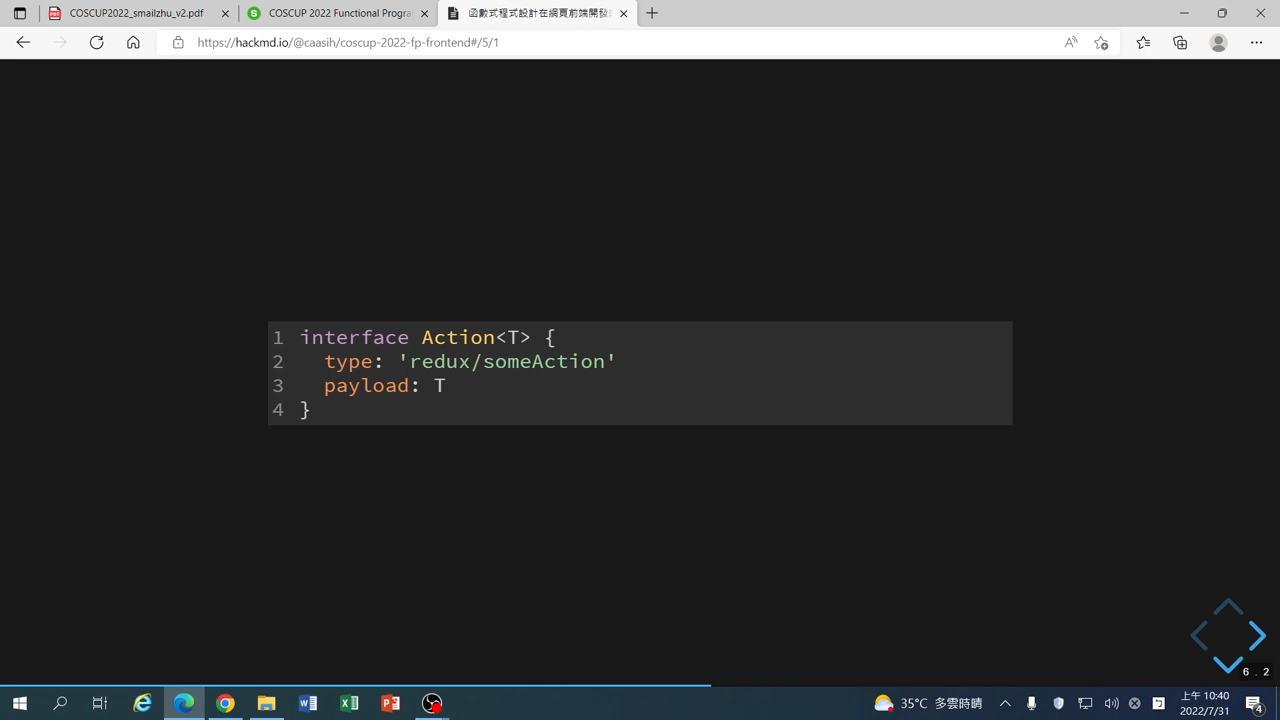 COSCUP2022_smailzhu_v2.pdf
COSCUP 2022 Functional Progra
函數式程式設計在網頁前端開發
https://hackmd.io/@caasih/coscup-2022-fp-frontend#/5/1
1 interface Action<T> {
2 type: 'redux/someAction'
3 payload: T
4 }
6.2
35°C 多雲時晴
上午 10:40
2022/7/31
4